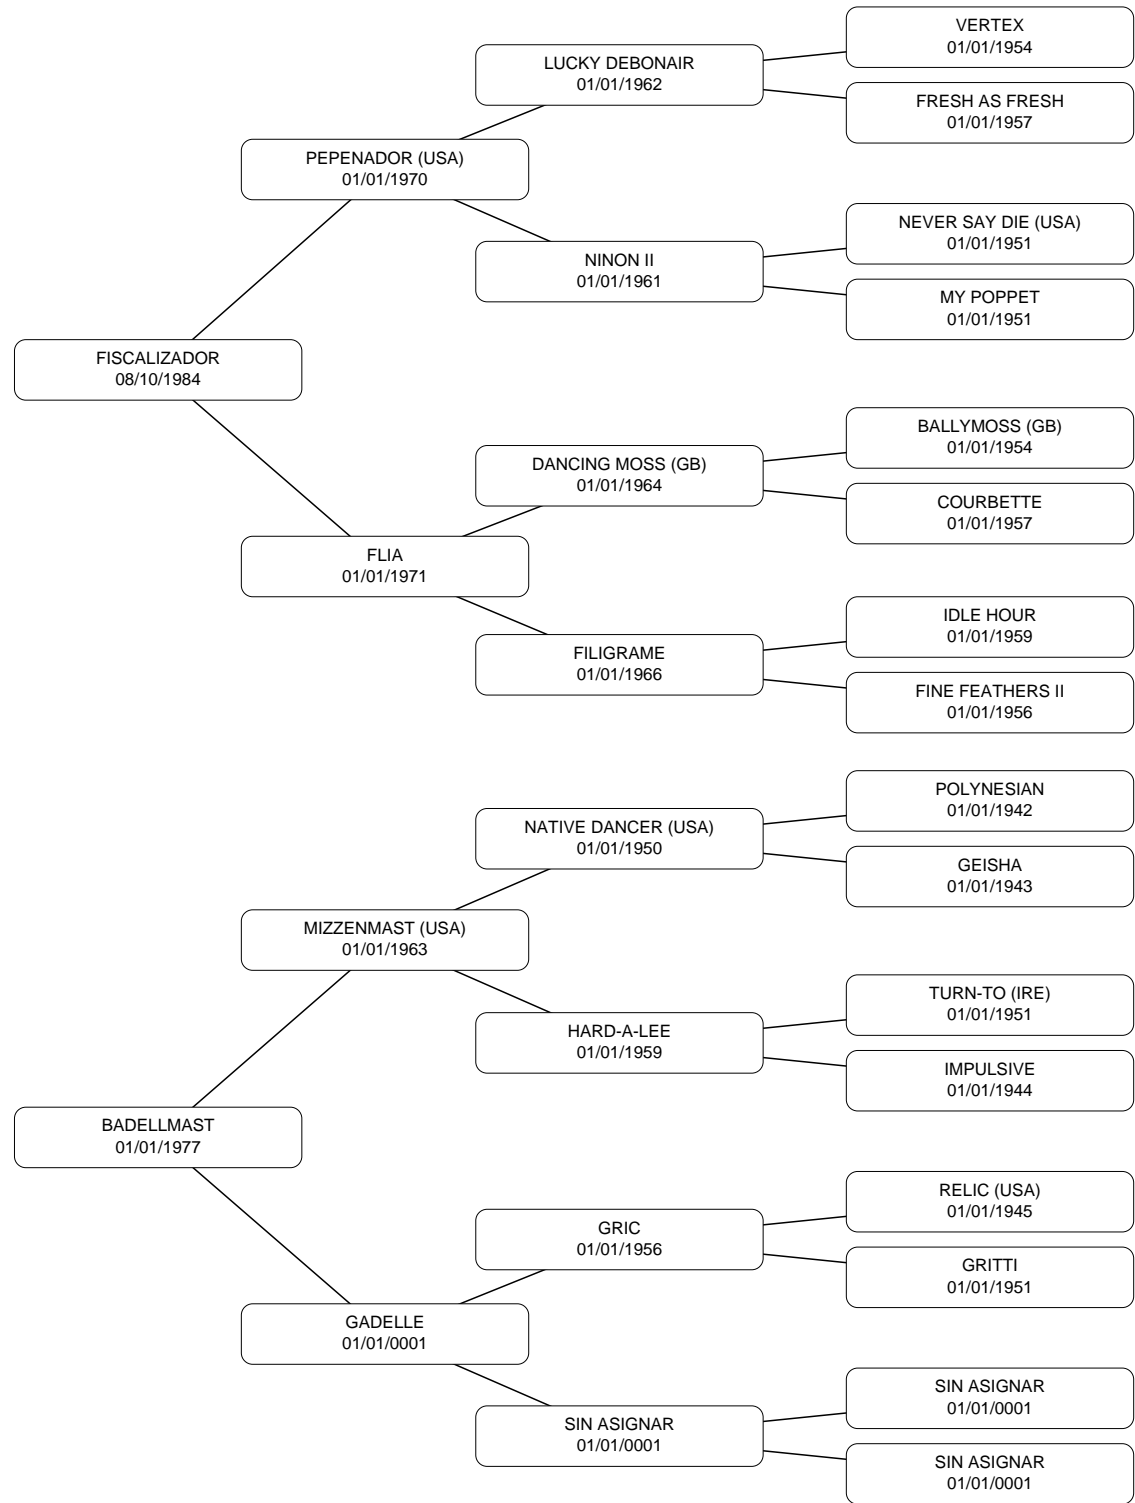 VERTEX
01/01/1954
LUCKY DEBONAIR
01/01/1962
FRESH AS FRESH
01/01/1957
PEPENADOR (USA)
01/01/1970
NEVER SAY DIE (USA)
01/01/1951
NINON II
01/01/1961
MY POPPET
01/01/1951
FISCALIZADOR
08/10/1984
BALLYMOSS (GB)
01/01/1954
DANCING MOSS (GB)
01/01/1964
COURBETTE
01/01/1957
FLIA
01/01/1971
IDLE HOUR
01/01/1959
FILIGRAME
01/01/1966
FINE FEATHERS II
01/01/1956
POLYNESIAN
01/01/1942
NATIVE DANCER (USA)
01/01/1950
GEISHA
01/01/1943
MIZZENMAST (USA)
01/01/1963
TURN-TO (IRE)
01/01/1951
HARD-A-LEE
01/01/1959
IMPULSIVE
01/01/1944
BADELLMAST
01/01/1977
RELIC (USA)
01/01/1945
GRIC
01/01/1956
GRITTI
01/01/1951
GADELLE
01/01/0001
SIN ASIGNAR
01/01/0001
SIN ASIGNAR
01/01/0001
SIN ASIGNAR
01/01/0001